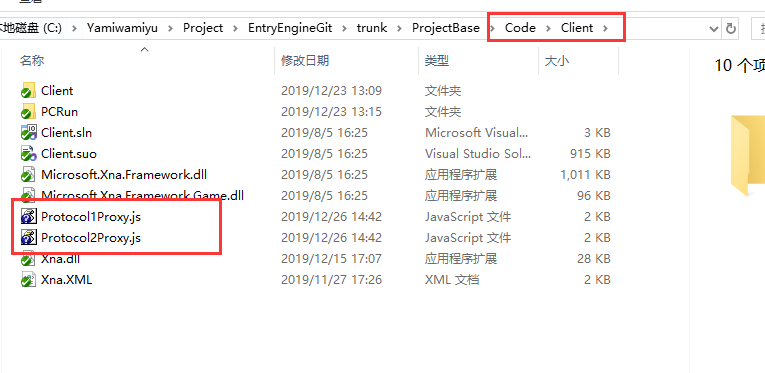 地磁盘 (C:) > Yamiwamiyu > Project > EntryEngineGit > trunk > ProjectBase > Code > Client >
名称 修改日期 类型 大小
10 个项
Client 2019/12/23 13:09 文件夹
PCRun 2019/12/23 13:15 文件夹
Client.sln 2019/8/5 16:25 Microsoft Visual... 3 KB
Client.suo 2019/8/5 16:25 Visual Studio Sol... 915 KB
Microsoft.Xna.Framework.dll 2019/8/5 16:25 应用程序扩展 1,011 KB
Microsoft.Xna.Framework.Game.dll 2019/8/5 16:25 应用程序扩展 96 KB
Protocol1Proxy.js 2019/12/26 14:42 JavaScript 文件 2 KB
Protocol2Proxy.js 2019/12/26 14:42 JavaScript 文件 2 KB
Xna.dll 2019/12/15 17:07 应用程序扩展 28 KB
Xna.XML 2019/11/27 17:26 XML 文档 2 KB